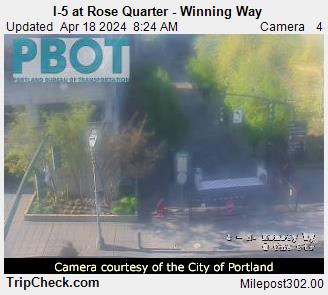 I-5 at Rose Quarter - Winning Way
Updated Apr 18 2024 8:24 AM Camera 4
PBOT
PORTLAND BUREAU OF TRANSPORTATION
Camera courtesy of the City of Portland
TripCheck.com Milepost302.00